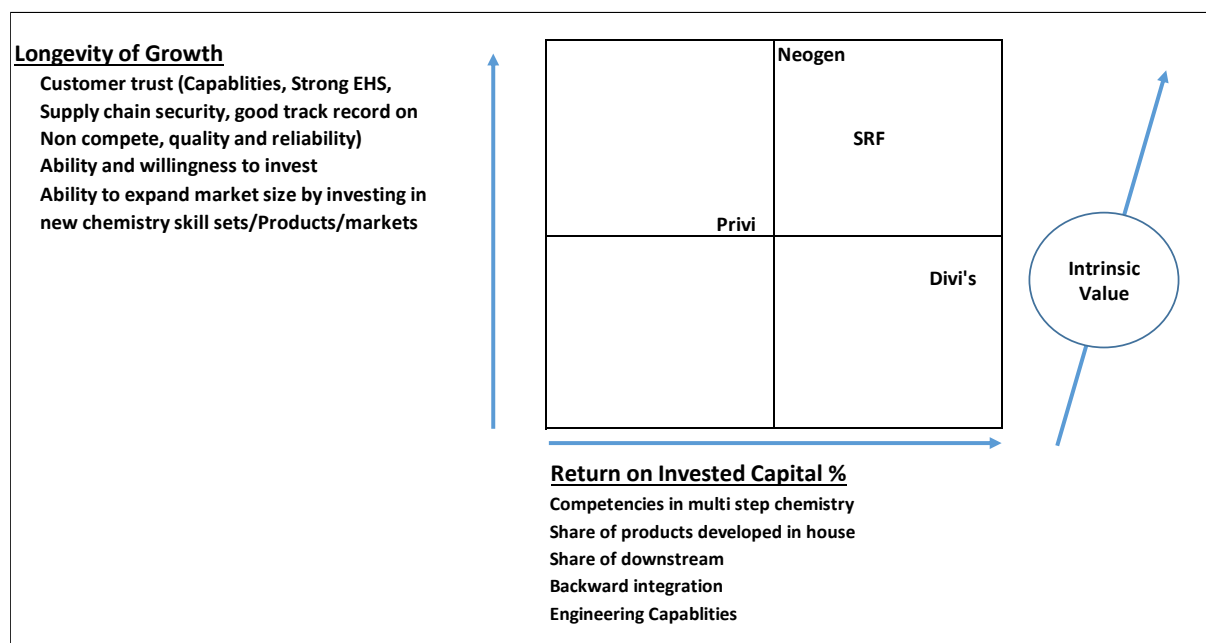 Longevity of Growth
Customer trust (Capablities, Strong EHS,
Supply chain security, good track record on
Non compete, quality and reliability)
Ability and willingness to invest
Ability to expand market size by investing in
new chemistry skill sets/Products/markets
Neogen
SRF
Privi
Divi's
Intrinsic
Value
Return on Invested Capital %
Competencies in multi step chemistry
Share of products developed in house
Share of downstream
Backward integration
Engineering Capablities